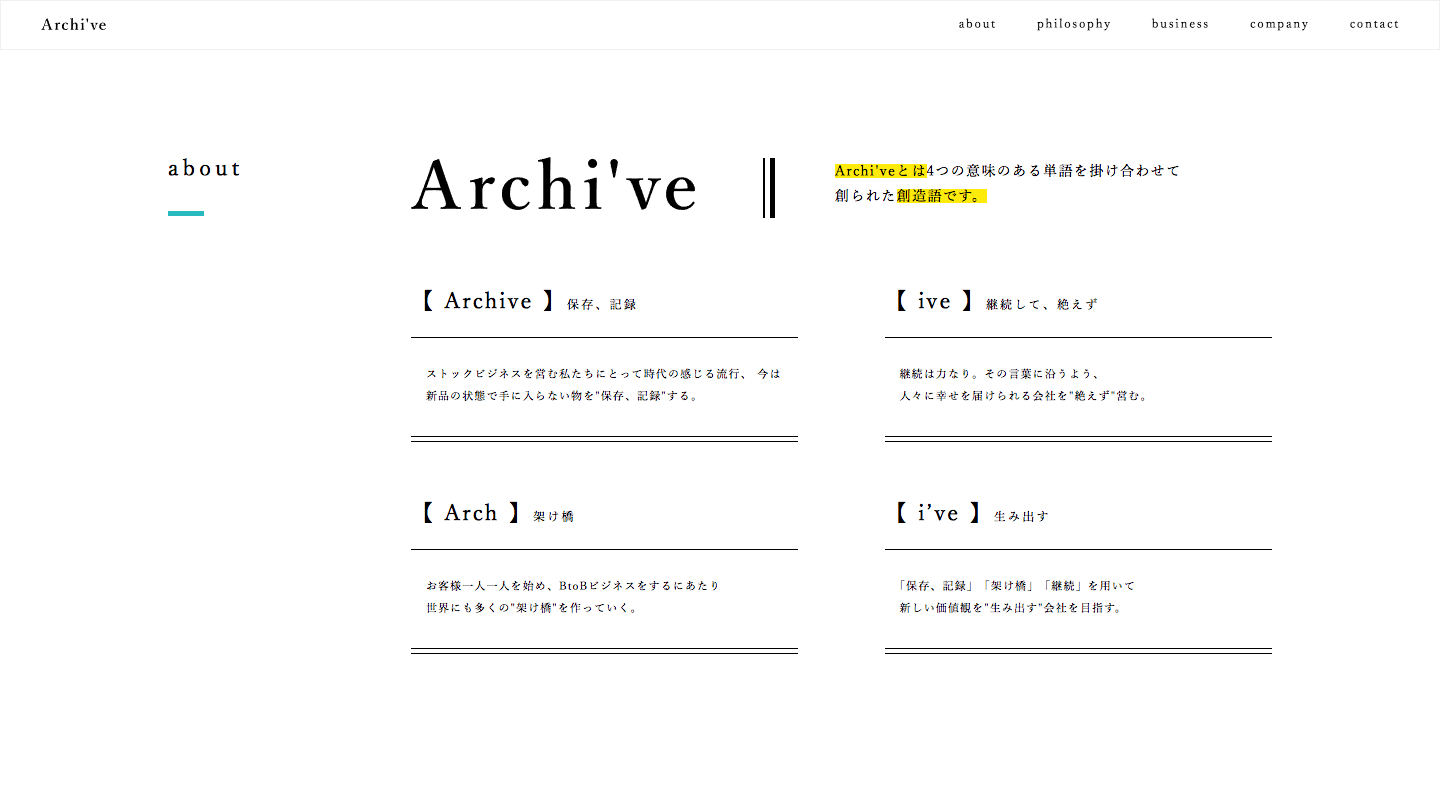 Archi've
about philosophy business company contact
about
Archi've
Archi'veとは4つの意味のある単語を掛け合わせて
創られた創造語です。
【 Archive 】 保存、記録
ストックビジネスを営む私たちにとって時代の感じる流行、 今は
新品の状態で手に入らない物を"保存、記録"する。
【 ive 】 継続して、絶えず
継続は力なり。その言葉に沿うよう、
人々に幸せを届けられる会社を"絶えず"営む。
【 Arch 】 架け橋
お客様一人一人を始め、BtoBビジネスをするにあたり
世界にも多くの"架け橋"を作っていく。
【 i’ve 】 生み出す
「保存、記録」「架け橋」「継続」を用いて
新しい価値観を"生み出す"会社を目指す。